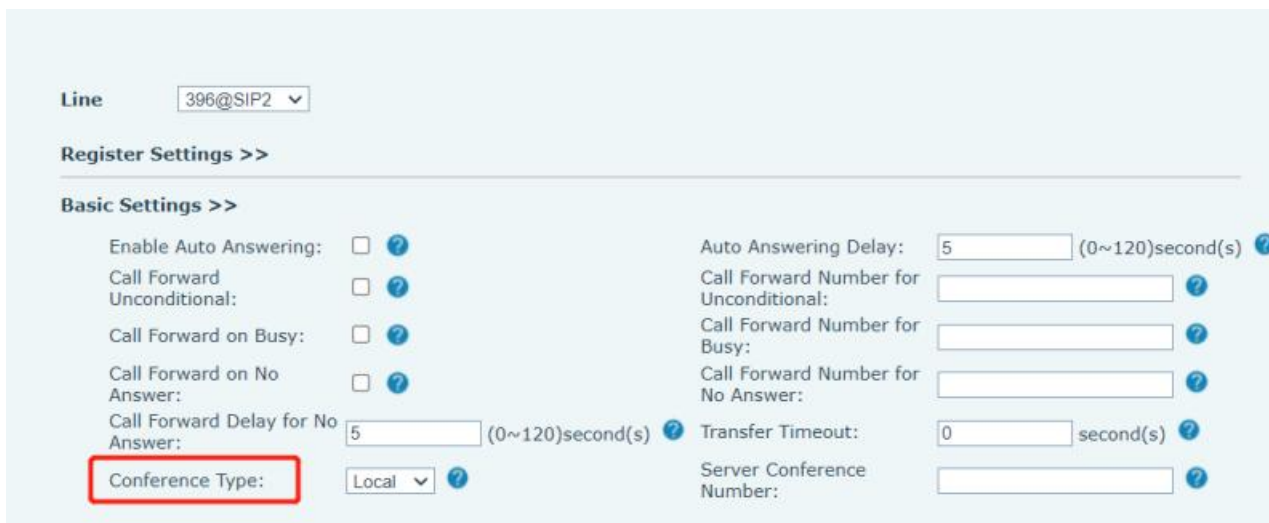 Line 396@SIP2
Register Settings >>
Basic Settings >>
Enable Auto Answering: ? Auto Answering Delay: 5 (0~120)second(s) ?
Call Forward
Unconditional: ? Call Forward Number for
Unconditional: ?
Call Forward on Busy: ? Call Forward Number for
Busy: ?
Call Forward on No
Answer: ? Call Forward Number for
No Answer: ?
Call Forward Delay for No
Answer: 5 (0~120)second(s) ? Transfer Timeout: 0 second(s) ?
Conference Type: Local ? Server Conference
Number: ?